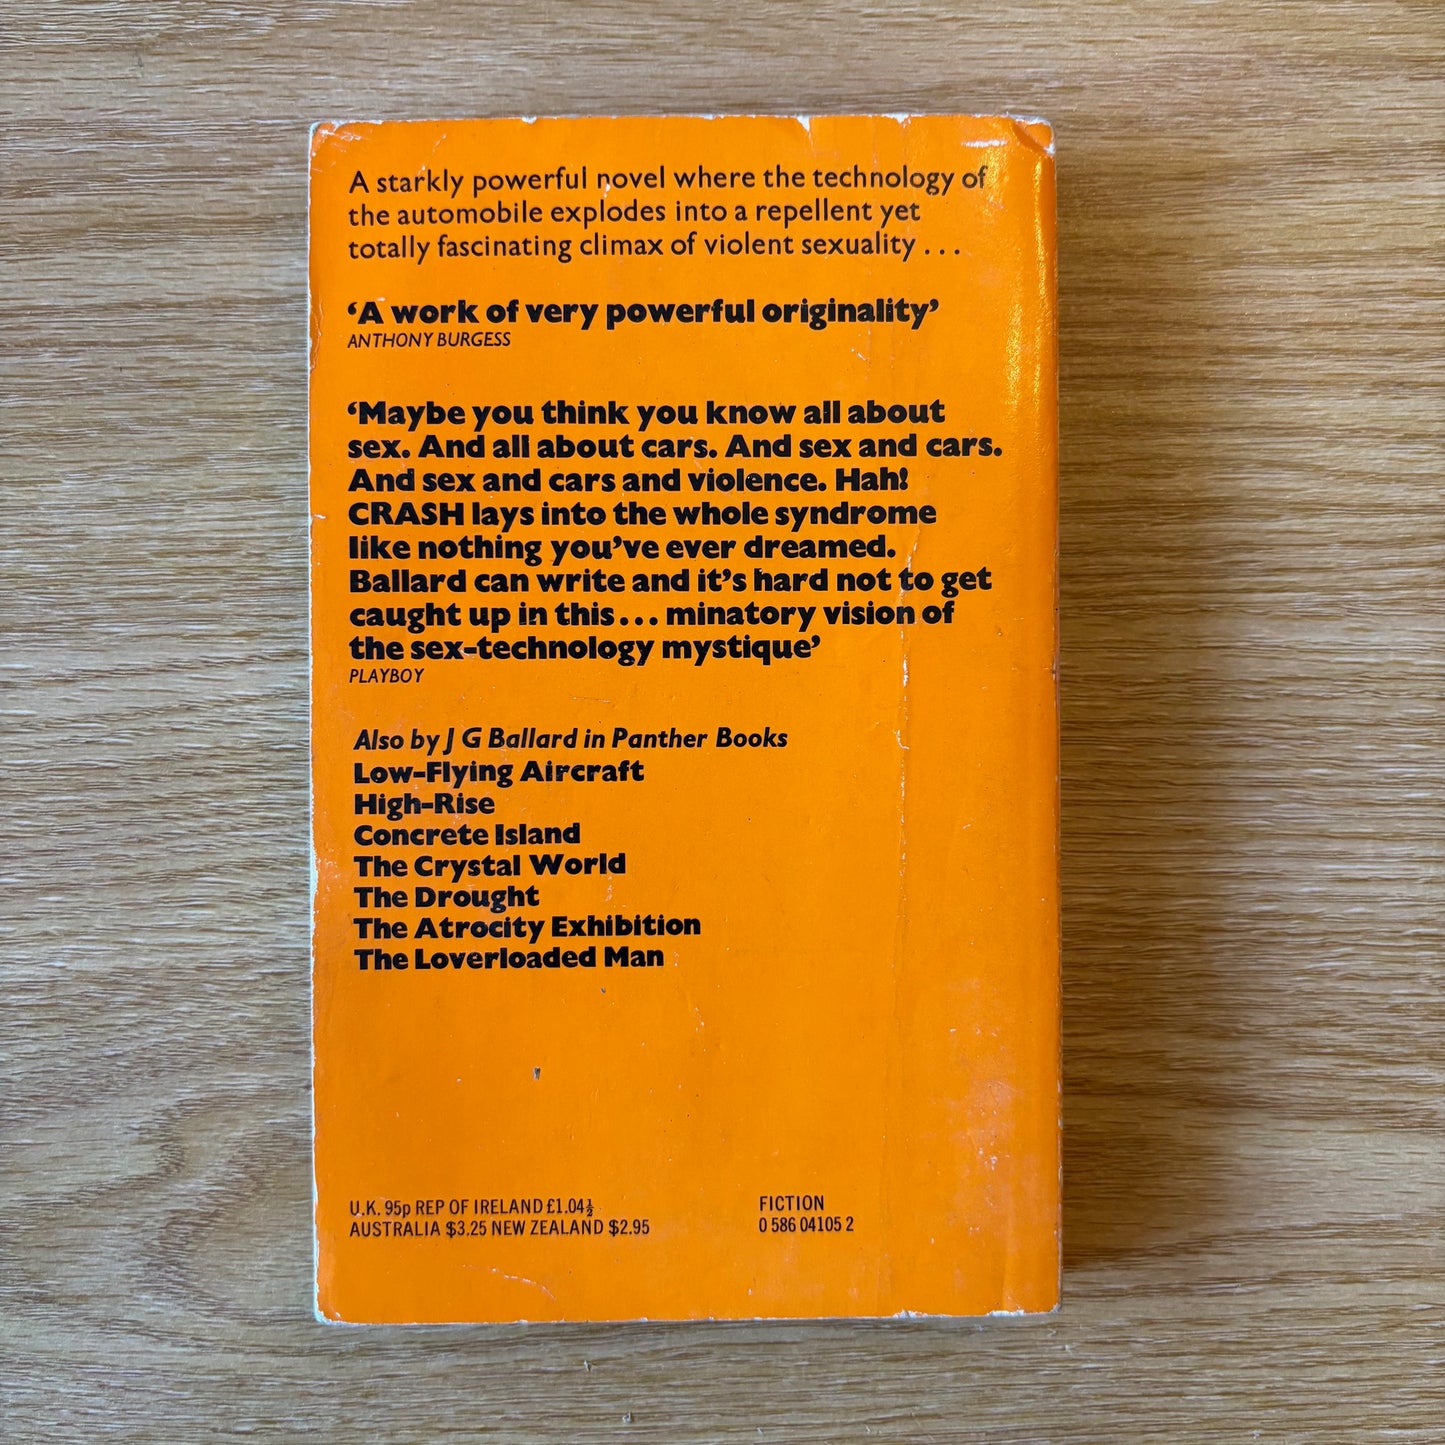 A starkly powerful novel where the technology of
the automobile explodes into a repellent yet
totally fascinating climax of violent sexuality . . .
‘A work of very powerful originality’
ANTHONY BURGESS
‘Maybe you think you know all about
sex. And all about cars. And sex and cars.
And sex and cars and violence. Hah!
CRASH lays into the whole syndrome
like nothing you’ve ever dreamed.
Ballard can write and it’s hard not to get
caught up in this... minatory vision of
the sex-technology mystique’
PLAYBOY
Also by J G Ballard in Panther Books
Low-Flying Aircraft
High-Rise
Concrete Island
The Crystal World
The Drought
The Atrocity Exhibition
The Loverloaded Man
U.K. 95p REP OF IRELAND £1.04½
AUSTRALIA $3.25 NEW ZEALAND $2.95
FICTION
0 586 04105 2